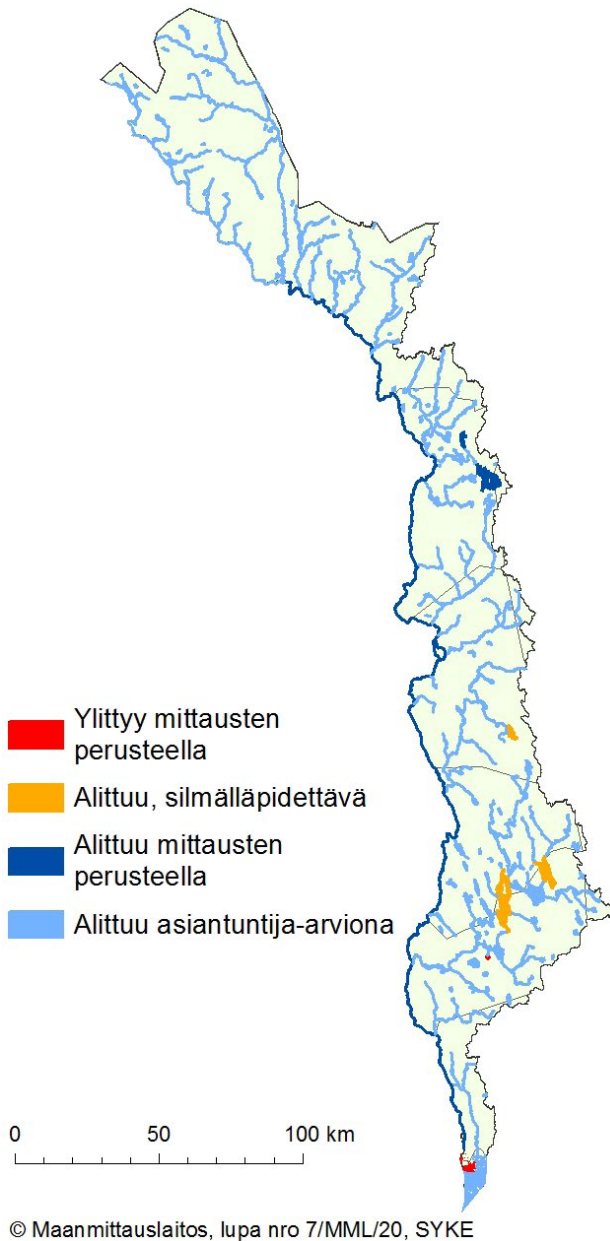 Ylittyy mittausten
perusteella
Alittuu, silmälläpidettävä
Alittuu mittausten
perusteella
Alittuu asiantuntija-arviona
0 50 100 km
© Maanmittauslaitos, lupa nro 7/MML/20, SYKE